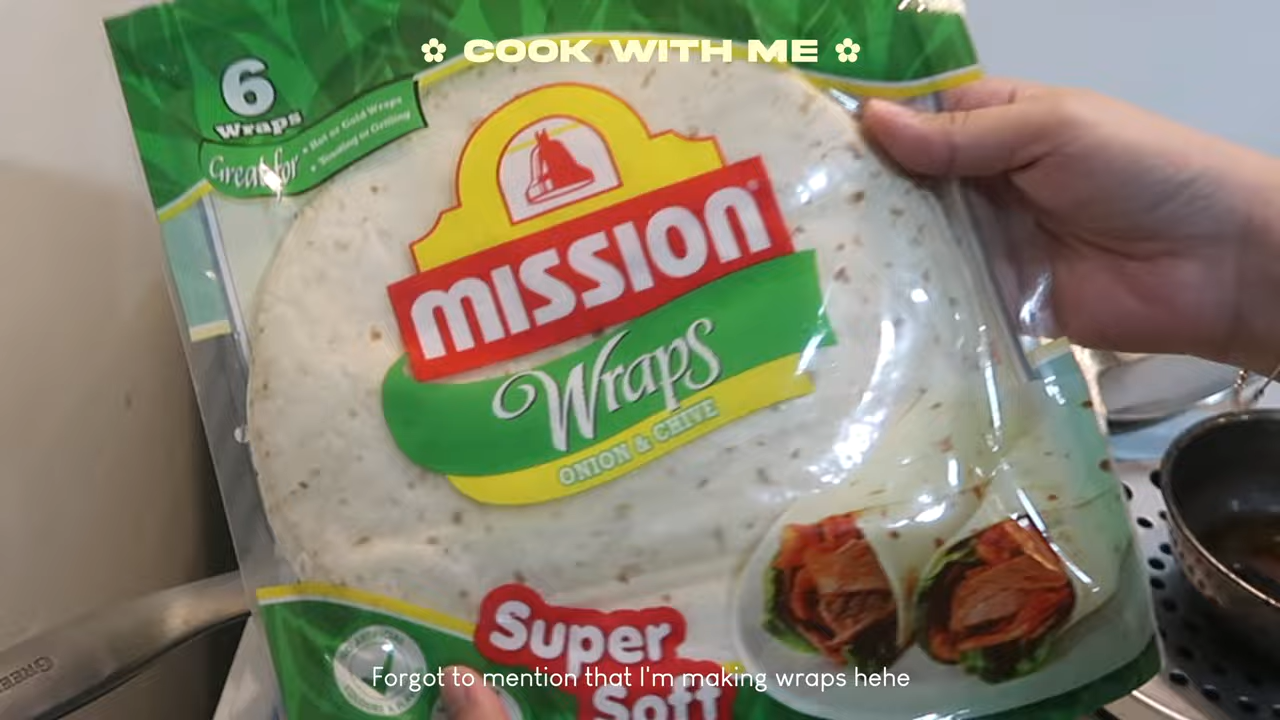 ✿ COOK WITH ME ✿
6
Wraps
Great for
• Hot or Cold Wraps
• Toasting or Grilling
MISSION
Wraps
ONION & CHIVE
Super
Soft
Forgot to mention that I'm making wraps hehe